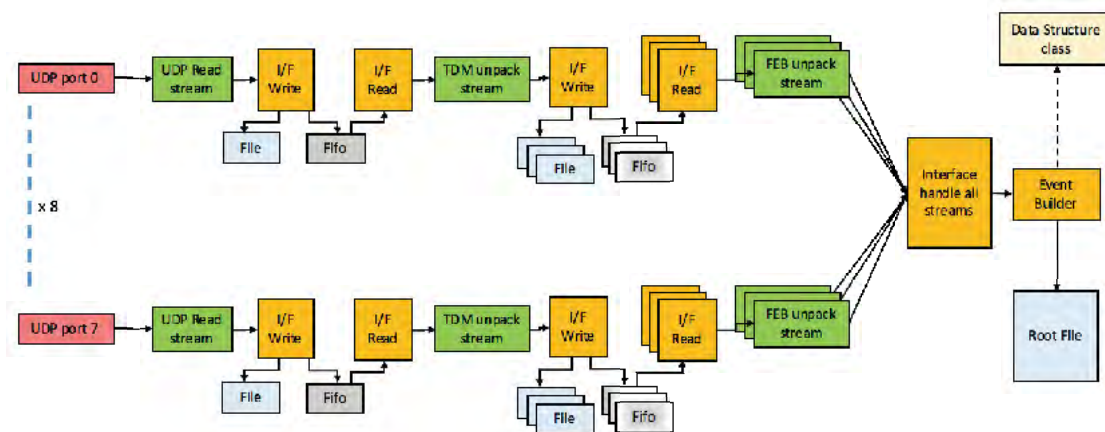 Data Structure
class
UDP port 0
UDP Read
stream
I/F
Write
I/F
Read
TDM unpack
stream
I/F
Write
I/F
Read
FEB unpack
stream
File
Fifo
File
Fifo
x 8
Interface
handle all
streams
Event
Builder
UDP port 7
UDP Read
stream
I/F
Write
I/F
Read
TDM unpack
stream
I/F
Write
I/F
Read
FEB unpack
stream
Root File
File
Fifo
File
Fifo